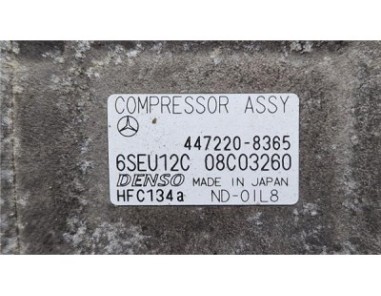 COMPRESSOR ASSY
447220-8365
6SEU12C 08C03260
DENSO MADE IN JAPAN
HFC134a ND-OIL8